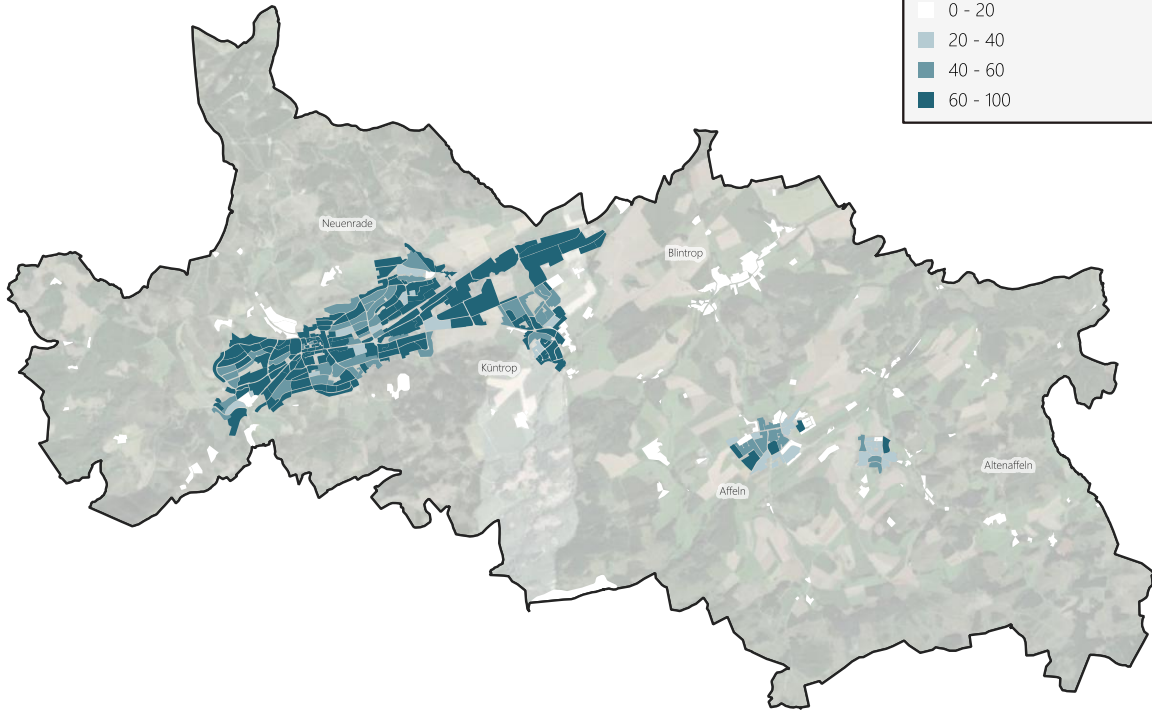 0 - 20
20 - 40
40 - 60
60 - 100
Neuenrade
Blintrop
Küntrop
Altenaffeln
Affeln